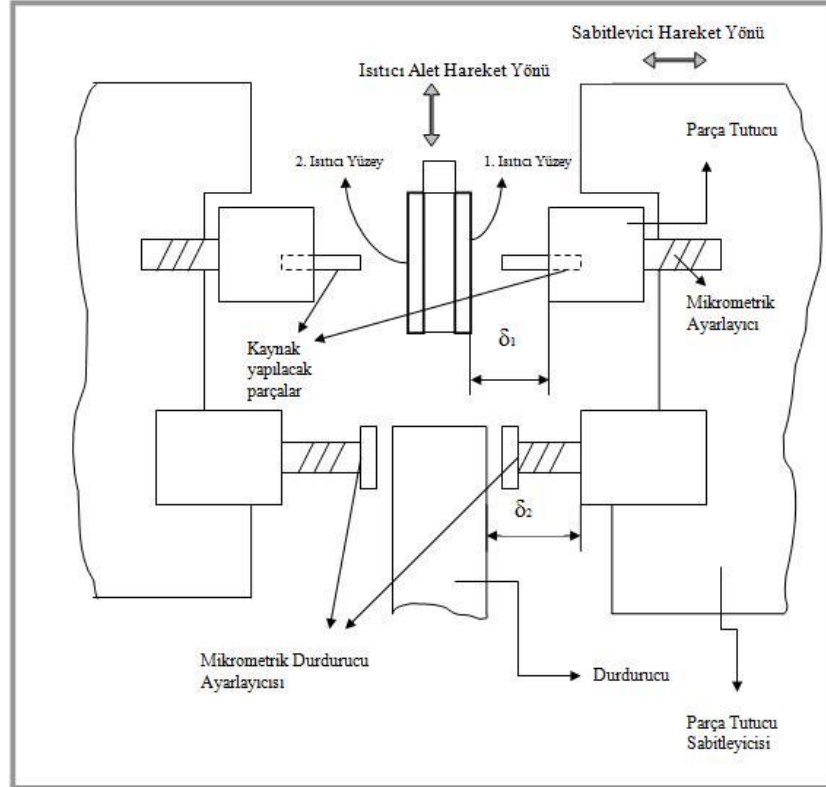 Sabitleyici Hareket Yönü
Isıtıcı Alet Hareket Yönü
Parça Tutucu
2. Isıtıcı Yüzey
1. Isıtıcı Yüzey
Mikrometrik
Ayarlayıcı
Kaynak
yapılacak
parçalar
δ1
δ2
Mikrometrik Durdurucu
Ayarlayıcısı
Durdurucu
Parça Tutucu
Sabitleyicisi